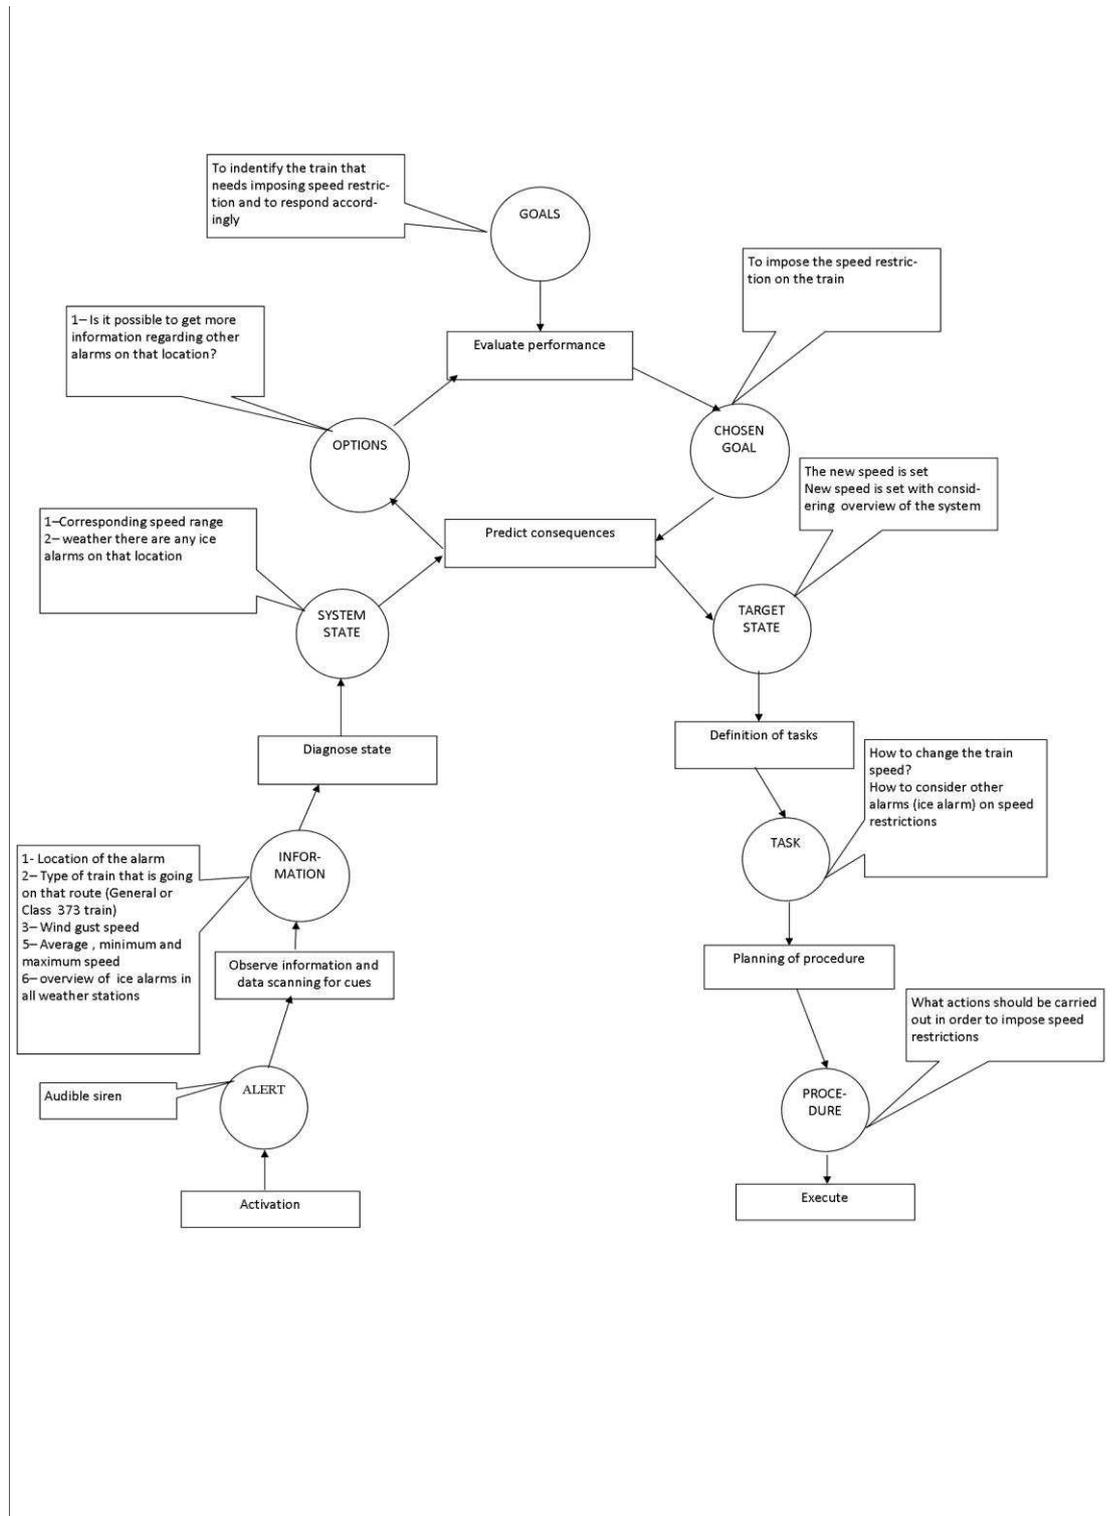 To indentify the train that
needs imposing speed restric-
tion and to respond accord-
ingly
GOALS
To impose the speed restric-
tion on the train
1– Is it possible to get more
information regarding other
alarms on that location?
Evaluate performance
OPTIONS
CHOSEN
GOAL
The new speed is set
New speed is set with consid-
ering overview of the system
1–Corresponding speed range
2– weather there are any ice
alarms on that location
Predict consequences
SYSTEM
STATE
TARGET
STATE
Diagnose state
Definition of tasks
How to change the train
speed?
How to consider other
alarms (ice alarm) on speed
restrictions
TASK
INFOR-
MATION
1- Location of the alarm
2– Type of train that is going
on that route (General or
Class 373 train)
3– Wind gust speed
5– Average , minimum and
maximum speed
6– overview of ice alarms in
all weather stations
Observe information and
data scanning for cues
Planning of procedure
What actions should be carried
out in order to impose speed
restrictions
Audible siren
ALERT
PROCE-
DURE
Activation
Execute